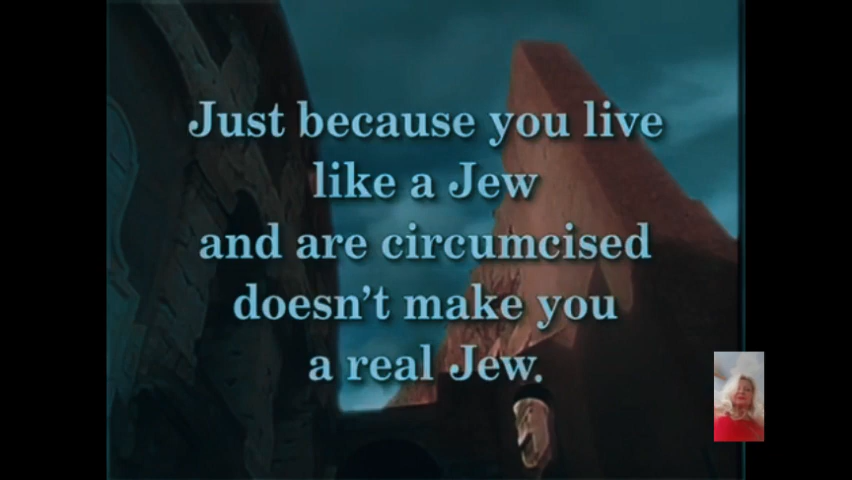 Just because you live
like a Jew
and are circumcised
doesn't make you
a real Jew.